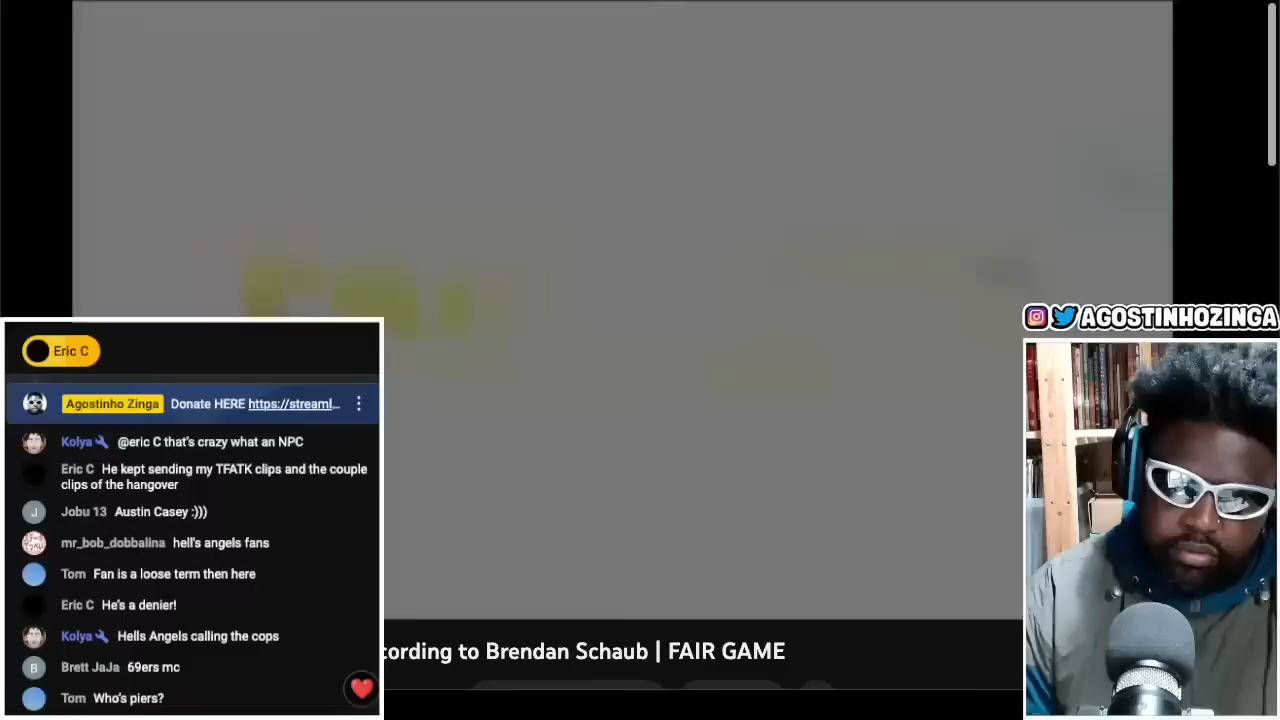 AGOSTINHOZINGA
Eric C
Agostinho Zinga Donate HERE https://streaml...
Kolya @eric C that's crazy what an NPC
Eric C He kept sending my TFATK clips and the couple
clips of the hangover
J Jobu 13 Austin Casey :)))
mr_bob_dobbalina hell's angels fans
Tom Fan is a loose term then here
Eric C He's a denier!
Kolya Hells Angels calling the cops
B Brett JaJa 69ers mc
Tom Who's piers?
cording to Brendan Schaub | FAIR GAME